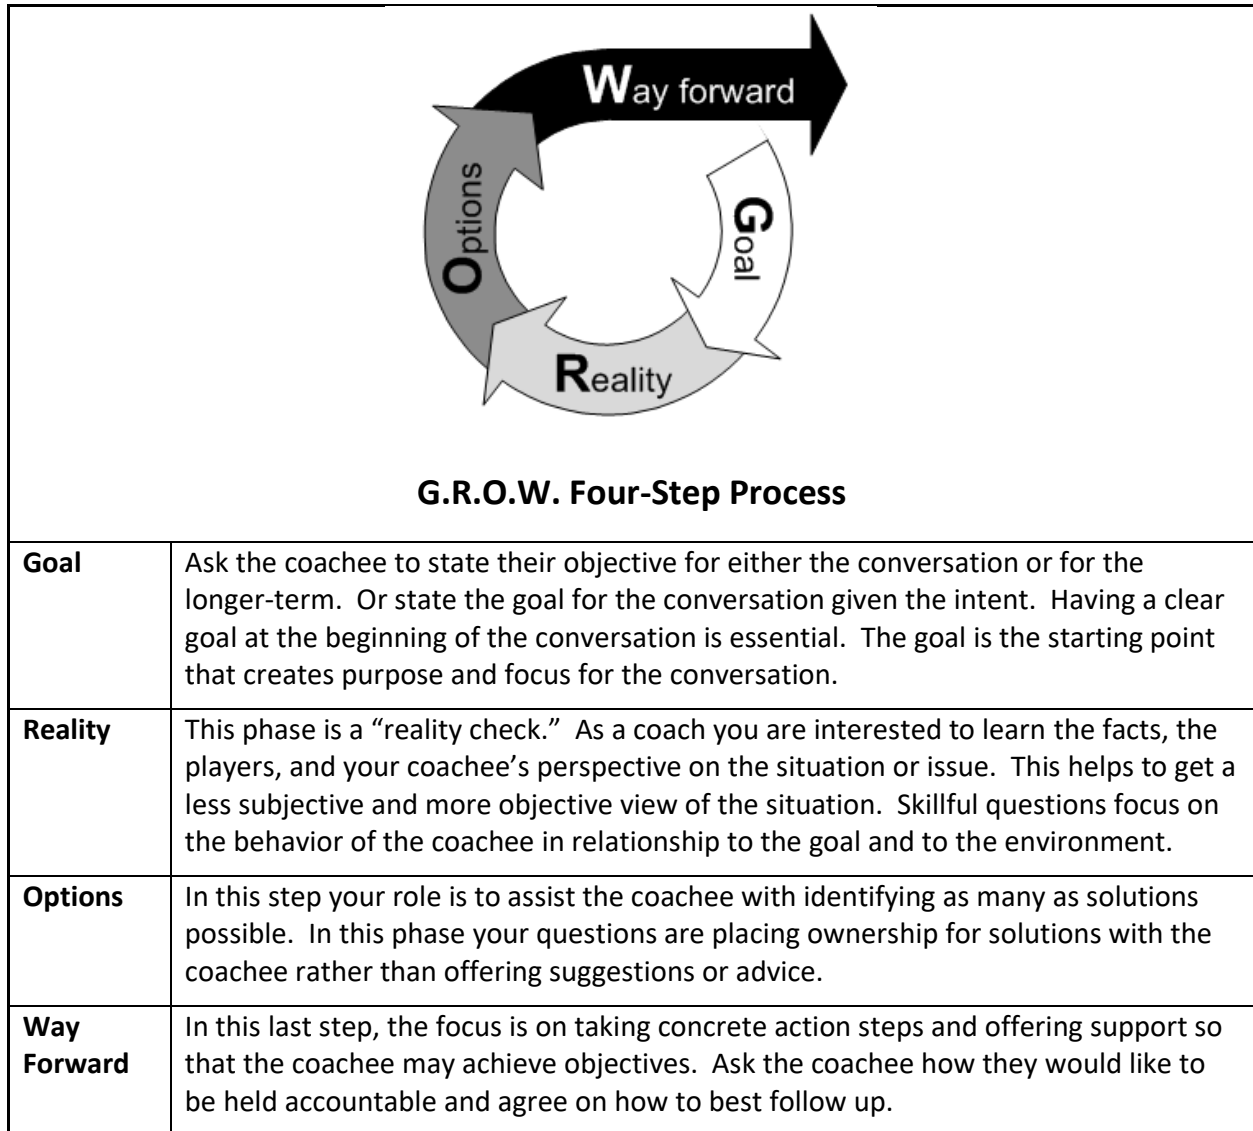 Way forward
Goal
Reality
Options
G.R.O.W. Four-Step Process
Goal
Ask the coachee to state their objective for either the conversation or for the
longer-term.  Or state the goal for the conversation given the intent.  Having a clear
goal at the beginning of the conversation is essential.  The goal is the starting point
that creates purpose and focus for the conversation.
Reality
This phase is a “reality check.”  As a coach you are interested to learn the facts, the
players, and your coachee’s perspective on the situation or issue.  This helps to get a
less subjective and more objective view of the situation.  Skillful questions focus on
the behavior of the coachee in relationship to the goal and to the environment.
Options
In this step your role is to assist the coachee with identifying as many as solutions
possible.  In this phase your questions are placing ownership for solutions with the
coachee rather than offering suggestions or advice.
Way
Forward
In this last step, the focus is on taking concrete action steps and offering support so
that the coachee may achieve objectives.  Ask the coachee how they would like to
be held accountable and agree on how to best follow up.